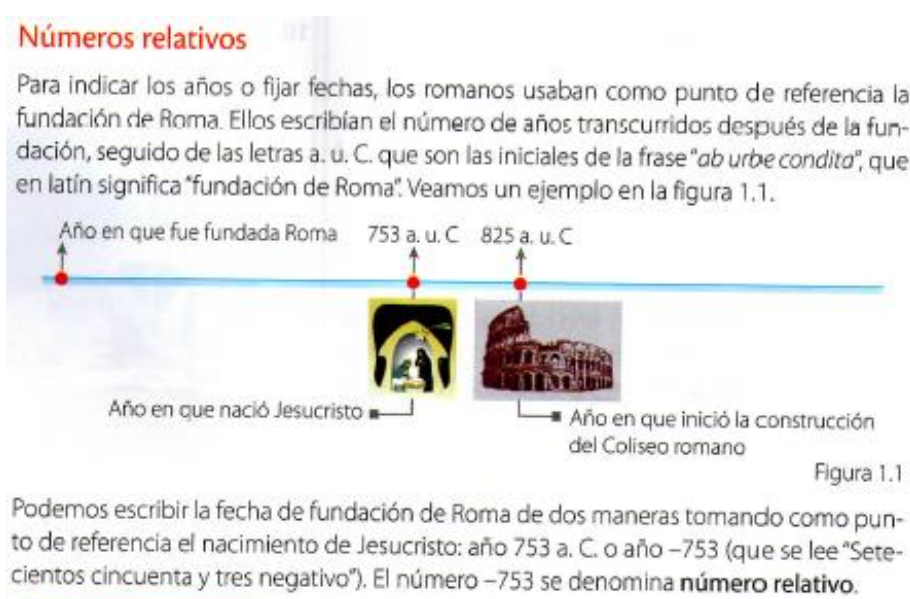 Números relativos
Para indicar los años o fijar fechas, los romanos usaban como punto de referencia la
fundación de Roma. Ellos escribían el número de años transcurridos después de la fun-
dación, seguido de las letras a. u. C. que son las iniciales de la frase "ab urbe condita", que
en latín significa "fundación de Roma". Veamos un ejemplo en la figura 1.1.
Año en que fue fundada Roma 753 a. u. C 825 a. u. C
Año en que nació Jesucristo
Año en que inició la construcción
del Coliseo romano
Figura 1.1
Podemos escribir la fecha de fundación de Roma de dos maneras tomando como pun-
to de referencia el nacimiento de Jesucristo: año 753 a. C. o año –753 (que se lee "Sete-
cientos cincuenta y tres negativo"). El número –753 se denomina número relativo.